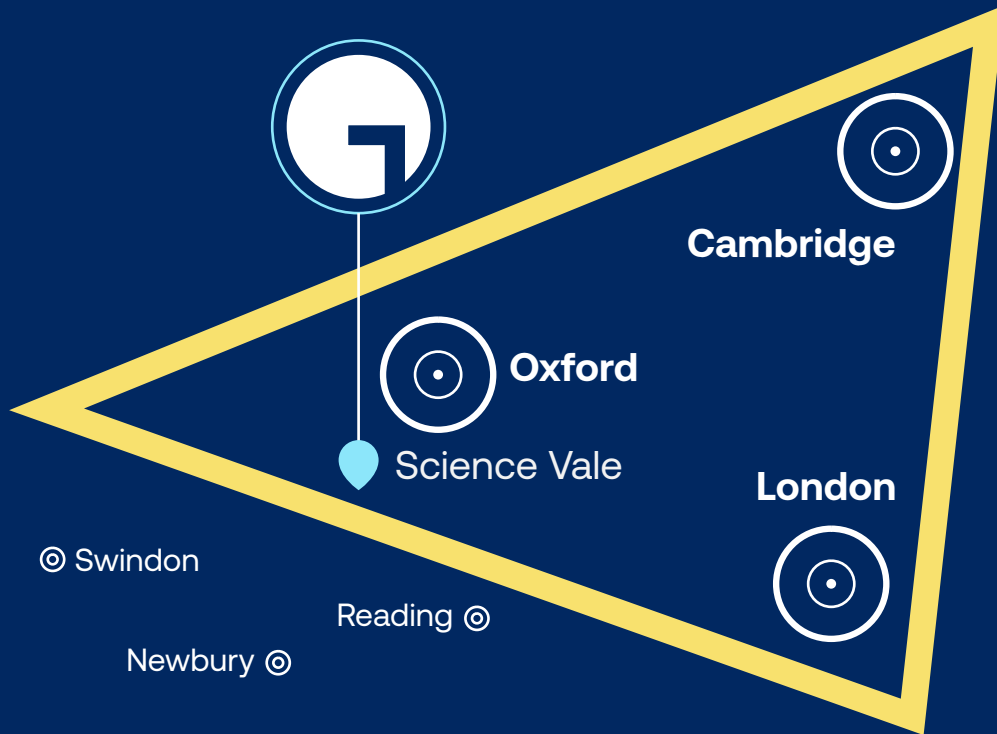 Cambridge
Oxford
Science Vale
London
Swindon
Reading
Newbury